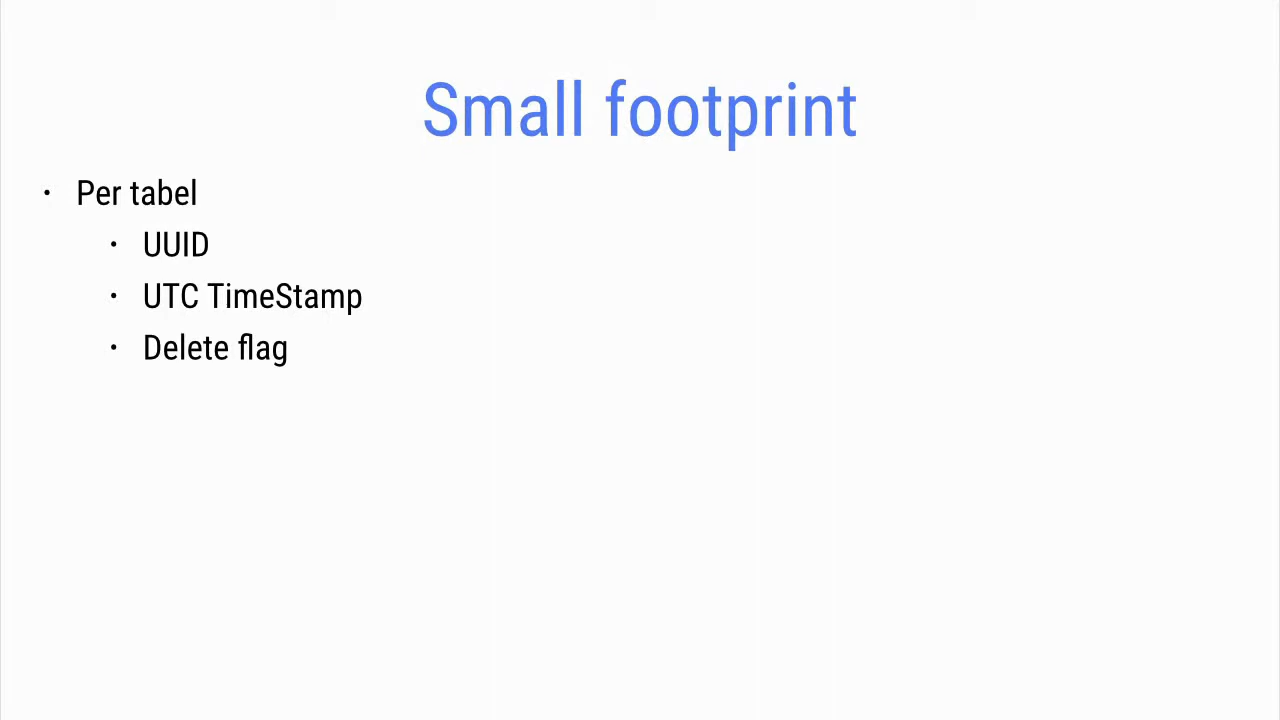 Small footprint
• Per tabel
• UUID
• UTC TimeStamp
• Delete flag